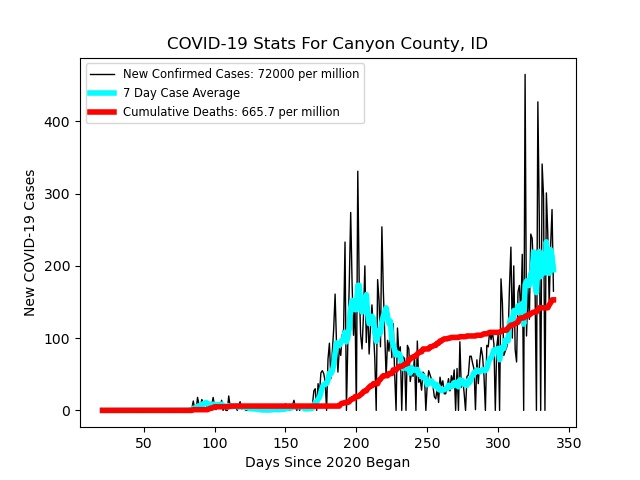 COVID-19 Stats For Canyon County, ID
New Confirmed Cases: 72000 per million
7 Day Case Average
Cumulative Deaths: 665.7 per million
New COVID-19 Cases
400
300
200
100
0
50 100 150 200 250 300 350
Days Since 2020 Began